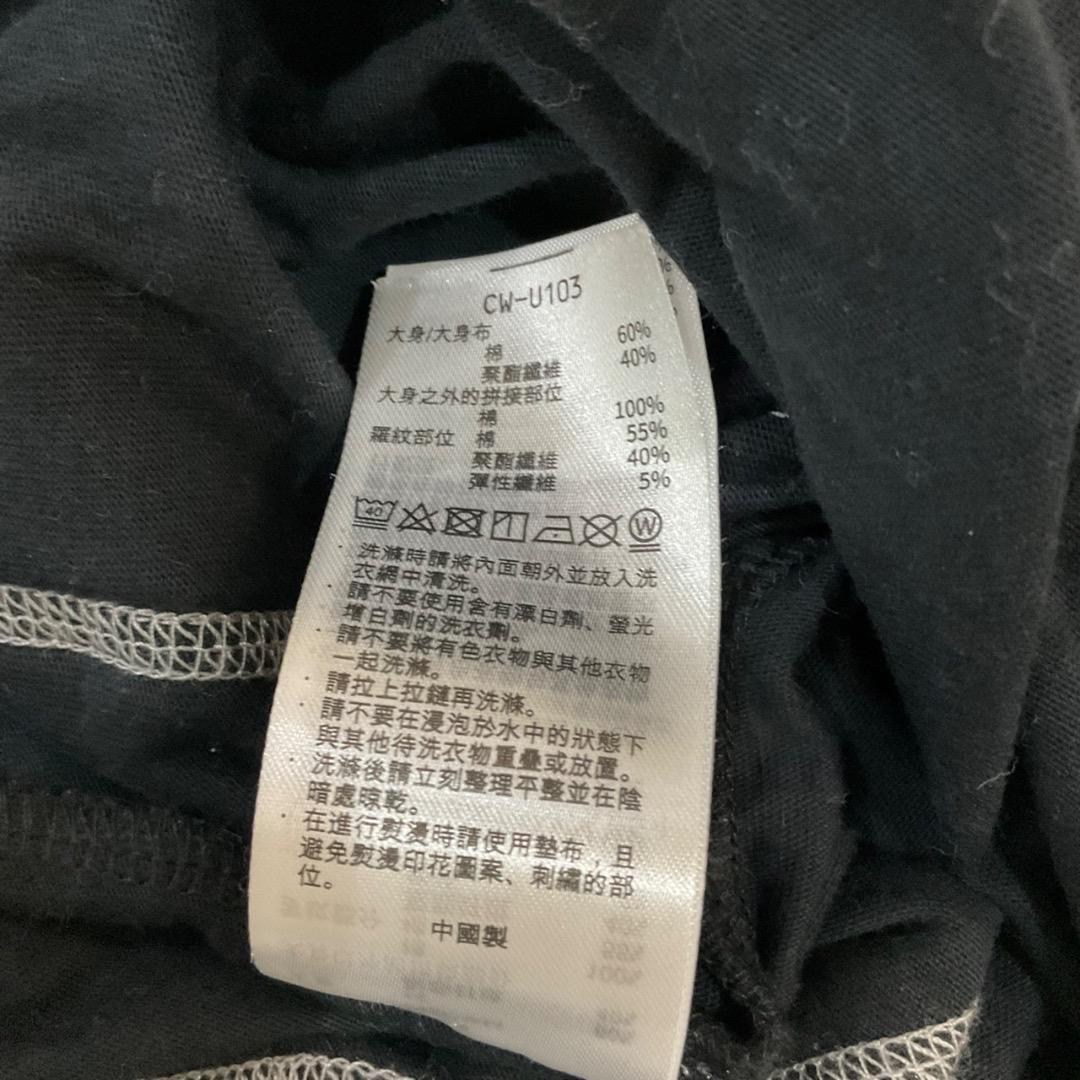 CW-U103
大身/大身布
棉 60%
聚酯纖維 40%
大身之外的拼接部位
棉 100%
羅紋部位 棉 55%
聚酯纖維 40%
彈性纖維 5%
40
W
・洗滌時請將內面朝外並放入洗
衣網中清洗。
・請不要使用含有漂白劑、螢光
增白劑的洗衣劑。
・請不要將有色衣物與其他衣物
一起洗滌。
・請拉上拉鏈再洗滌。
・請不要在浸泡於水中的狀態下
與其他待洗衣物重疊或放置。
・洗滌後請立刻整理平整並在陰
暗處晾乾。
・在進行熨燙時請使用墊布,且
避免熨燙印花圖案、刺繡的部
位。
中國製